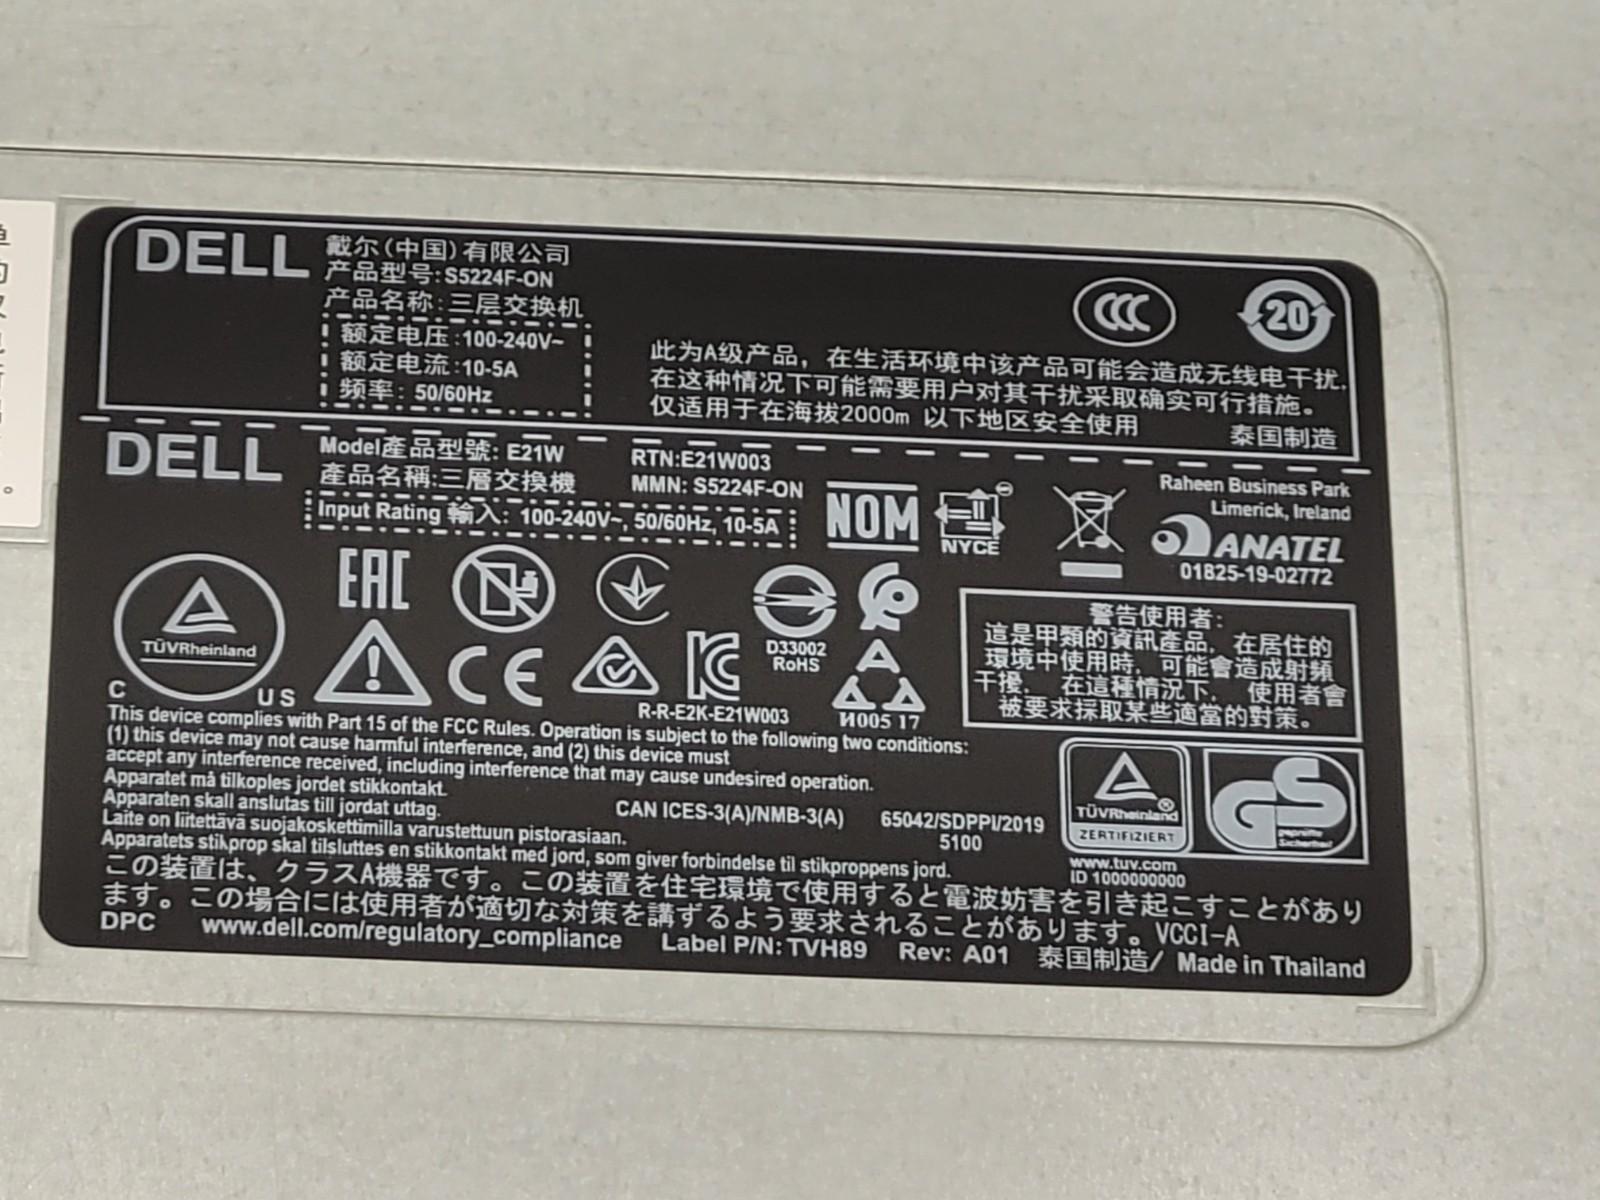 DELL
戴尔(中国)有限公司
产品型号:S5224F-ON
产品名称:三层交换机
额定电压:100-240V~
额定电流:10-5A
频率: 50/60Hz
CCC
20
此为A级产品，在生活环境中该产品可能会造成无线电干扰.
在这种情况下可能需要用户对其干扰采取确实可行措施。
仅适用于在海拔2000m 以下地区安全使用
泰国制造
DELL
Model產品型號: E21W
產品名稱:三層交換機
RTN:E21W003
MMN: S5224F-ON
Input Rating 輸入: 100-240V~, 50/60Hz, 10-5A
NOM
NYCE
Raheen Business Park
Limerick, Ireland
ANATEL
01825-19-02772
TÜVRheinland
C US
EAC
CE
KC
R-R-E2K-E21W003
D33002
RoHS
И005 17
警告使用者:
這是甲類的資訊產品，在居住的
環境中使用時，可能會造成射頻
干擾，在這種情況下，使用者會
被要求採取某些適當的對策。
This device complies with Part 15 of the FCC Rules. Operation is subject to the following two conditions:
(1) this device may not cause harmful interference, and (2) this device must
accept any interference received, including interference that may cause undesired operation.
Apparatet må tilkoples jordet stikkontakt.
Apparaten skall anslutas till jordat uttag.
Laite on liitettävä suojakoskettimilla varustettuun pistorasiaan.
Apparatets stikprop skal tilsluttes en stikkontakt med jord, som giver forbindelse til stikproppens jord.
CAN ICES-3(A)/NMB-3(A)
65042/SDPPI/2019
5100
TÜVRheinland®
ZERTIFIZIERT
GS
geprüfte
Sicherheit
www.tuv.com
ID 1000000000
この装置は、クラスA機器です。この装置を住宅環境で使用すると電波妨害を引き起こすことがあり
ます。この場合には使用者が適切な対策を講ずるよう要求されることがあります。VCCI-A
DPC www.dell.com/regulatory_compliance Label P/N: TVH89 Rev: A01 泰国制造/ Made in Thailand